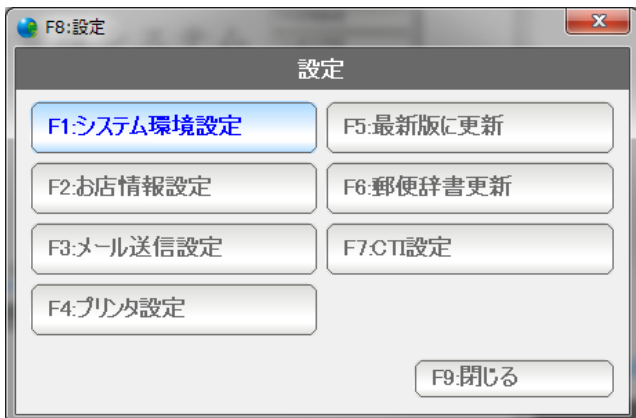 F8:設定
設定
F1:システム環境設定
F5:最新版に更新
F2:お店情報設定
F6:郵便辞書更新
F3:メール送信設定
F7:CTI設定
F4:プリンタ設定
F9:閉じる